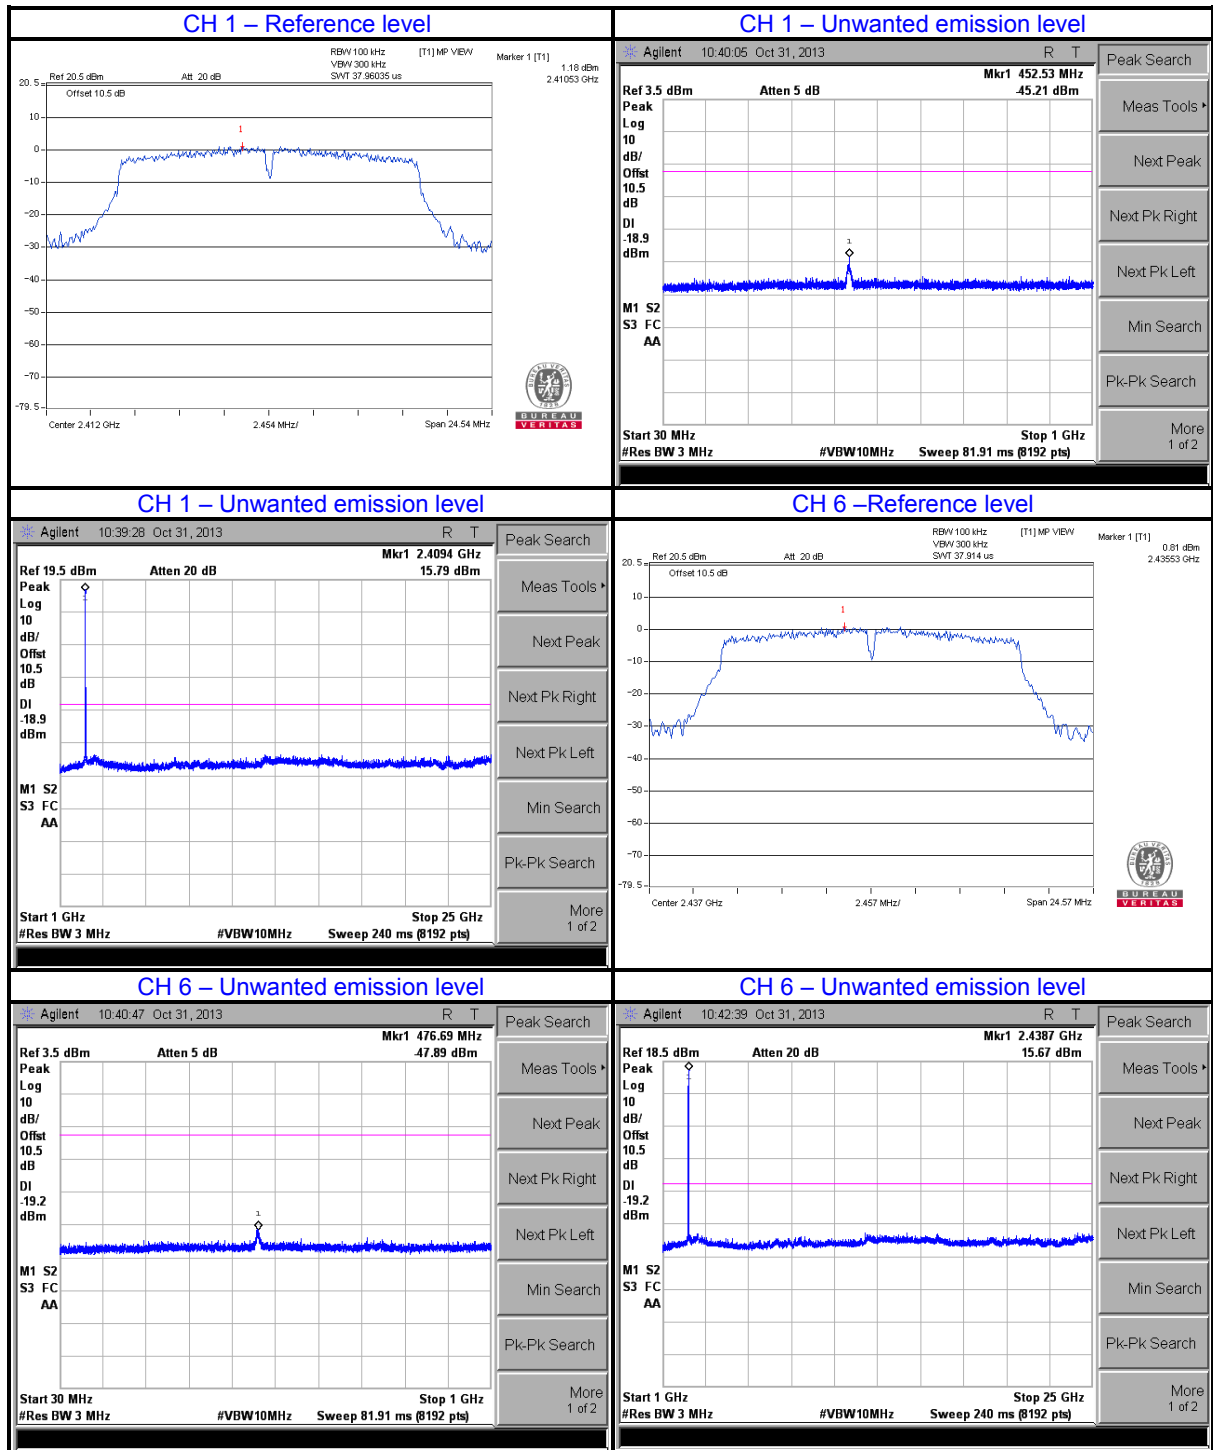 CH 1 – Reference level
RBW 100 kHz
[T1] MP VIEW
VBW 300 kHz
SWT 37.96035 us
Marker 1 [T1]
1.18 dBm
2.41053 GHz
Ref 20.5 dBm
Att 20 dB
Offset 10.5 dB
20.5
10
0
-10
-20
-30
-40
-50
-60
-70
-79.5
1
Center 2.412 GHz
2.454 MHz/
Span 24.54 MHz
BUREAU
VERITAS
CH 1 – Unwanted emission level
Agilent 10:40:05 Oct 31, 2013
R T
Mkr1 452.53 MHz
Ref 3.5 dBm
Atten 5 dB
-45.21 dBm
Peak
Log
10
dB/
Offst
10.5
dB
DI
-18.9
dBm
1
M1 S2
S3 FC
AA
Start 30 MHz
Stop 1 GHz
#Res BW 3 MHz
#VBW10MHz
Sweep 81.91 ms (8192 pts)
Peak Search
Meas Tools
Next Peak
Next Pk Right
Next Pk Left
Min Search
Pk-Pk Search
More
1 of 2
CH 1 – Unwanted emission level
Agilent 10:39:28 Oct 31, 2013
R T
Mkr1 2.4094 GHz
Ref 19.5 dBm
Atten 20 dB
15.79 dBm
Peak
Log
10
dB/
Offst
10.5
dB
DI
-18.9
dBm
1
M1 S2
S3 FC
AA
Start 1 GHz
Stop 25 GHz
#Res BW 3 MHz
#VBW10MHz
Sweep 240 ms (8192 pts)
Peak Search
Meas Tools
Next Peak
Next Pk Right
Next Pk Left
Min Search
Pk-Pk Search
More
1 of 2
CH 6 –Reference level
RBW 100 kHz
[T1] MP VIEW
VBW 300 kHz
SWT 37.914 us
Marker 1 [T1]
0.81 dBm
2.43553 GHz
Ref 20.5 dBm
Att 20 dB
Offset 10.5 dB
20.5
10
0
-10
-20
-30
-40
-50
-60
-70
-79.5
1
Center 2.437 GHz
2.457 MHz/
Span 24.57 MHz
BUREAU
VERITAS
CH 6 – Unwanted emission level
Agilent 10:40:47 Oct 31, 2013
R T
Mkr1 476.69 MHz
Ref 3.5 dBm
Atten 5 dB
-47.89 dBm
Peak
Log
10
dB/
Offst
10.5
dB
DI
-19.2
dBm
1
M1 S2
S3 FC
AA
Start 30 MHz
Stop 1 GHz
#Res BW 3 MHz
#VBW10MHz
Sweep 81.91 ms (8192 pts)
Peak Search
Meas Tools
Next Peak
Next Pk Right
Next Pk Left
Min Search
Pk-Pk Search
More
1 of 2
CH 6 – Unwanted emission level
Agilent 10:42:39 Oct 31, 2013
R T
Mkr1 2.4387 GHz
Ref 18.5 dBm
Atten 20 dB
15.67 dBm
Peak
Log
10
dB/
Offst
10.5
dB
DI
-19.2
dBm
1
M1 S2
S3 FC
AA
Start 1 GHz
Stop 25 GHz
#Res BW 3 MHz
#VBW10MHz
Sweep 240 ms (8192 pts)
Peak Search
Meas Tools
Next Peak
Next Pk Right
Next Pk Left
Min Search
Pk-Pk Search
More
1 of 2